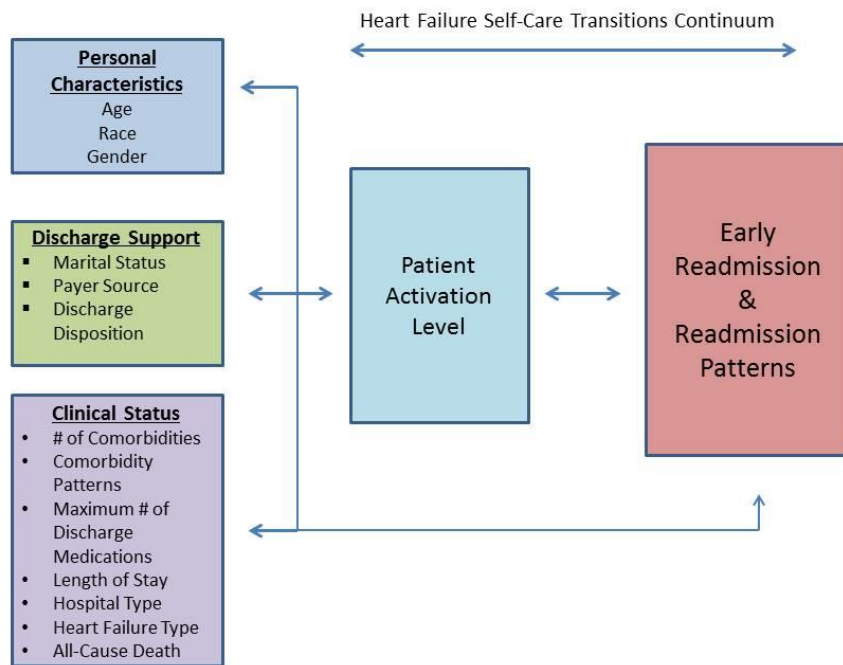 Heart Failure Self-Care Transitions Continuum
Personal
Characteristics
Age
Race
Gender
Discharge Support
▪ Marital Status
▪ Payer Source
▪ Discharge
Disposition
Clinical Status
• # of Comorbidities
• Comorbidity
Patterns
• Maximum # of
Discharge
Medications
• Length of Stay
• Hospital Type
• Heart Failure Type
• All-Cause Death
Patient
Activation
Level
Early
Readmission
&
Readmission
Patterns